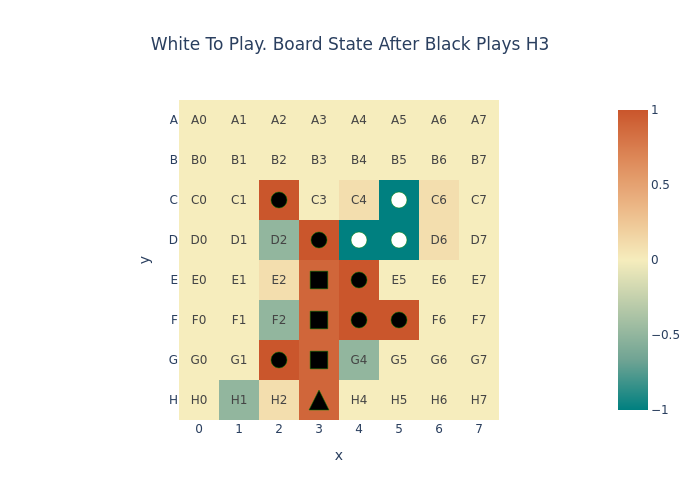 White To Play. Board State After Black Plays H3
A A0 A1 A2 A3 A4 A5 A6 A7
B B0 B1 B2 B3 B4 B5 B6 B7
C C0 C1 C3 C4 C6 C7
D D0 D1 D2 D6 D7
E E0 E1 E2 E5 E6 E7
F F0 F1 F2 F6 F7
G G0 G1 G4 G5 G6 G7
H H0 H1 H2 H4 H5 H6 H7
0 1 2 3 4 5 6 7
x
y
1
0.5
0
−0.5
−1